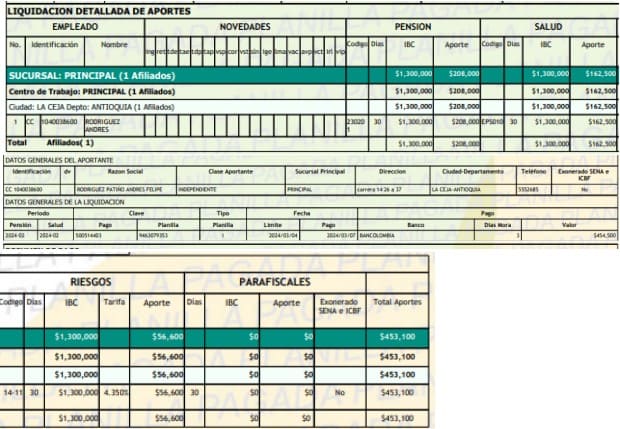 LIQUIDACION DETALLADA DE APORTES
EMPLEADO NOVEDADES PENSION SALUD
No. Identificación Nombre ing ret tde tae tdp tap vsp cor vst sln ige lma vac avp vct irl vip Codigo Dias IBC Aporte Codigo Dias IBC Aporte
SUCURSAL: PRINCIPAL (1 Afiliados) $1,300,000 $208,000 $1,300,000 $162,500
Centro de Trabajo: PRINCIPAL (1 Afiliados) $1,300,000 $208,000 $1,300,000 $162,500
Ciudad: LA CEJA Depto: ANTIOQUIA (1 Afiliados) $1,300,000 $208,000 $1,300,000 $162,500
1 CC 1040038600 RODRIGUEZ 23020 30 $1,300,000 $208,000 EPS010 30 $1,300,000 $162,500
ANDRES 1
Total Afiliados( 1) $1,300,000 $208,000 $1,300,000 $162,500
DATOS GENERALES DEL APORTANTE
Identificación dv Razon Social Clase Aportante Sucursal Principal Direccion Ciudad-Departamento Teléfono Exonerado SENA e
ICBF
CC 1040038600 RODRIGUEZ PATIÑO ANDRES FELIPE INDEPENDIENTE PRINCIPAL carrera 14 26 a 37 LA CEJA-ANTIOQUIA 5552685 No
DATOS GENERALES DE LA LIQUIDACION
Periodo Clave Tipo Fecha Pago
Pensión Salud Pago Planilla Planilla Limite Pago Banco Dias Mora Valor
2024-02 2024-02 500514403 9463079353 I 2024/03/04 2024/03/07 BANCOLOMBIA 3 $454,500
RIESGOS PARAFISCALES
Codigo Dias IBC Tarifa Aporte Dias IBC Aporte Exonerado Total Aportes
SENA e ICBF
$1,300,000 $56,600 $0 $0 $453,100
$1,300,000 $56,600 $0 $0 $453,100
$1,300,000 $56,600 $0 $0 $453,100
14-11 30 $1,300,000 4.350% $56,600 30 $0 $0 No $453,100
$1,300,000 $56,600 $0 $0 $453,100